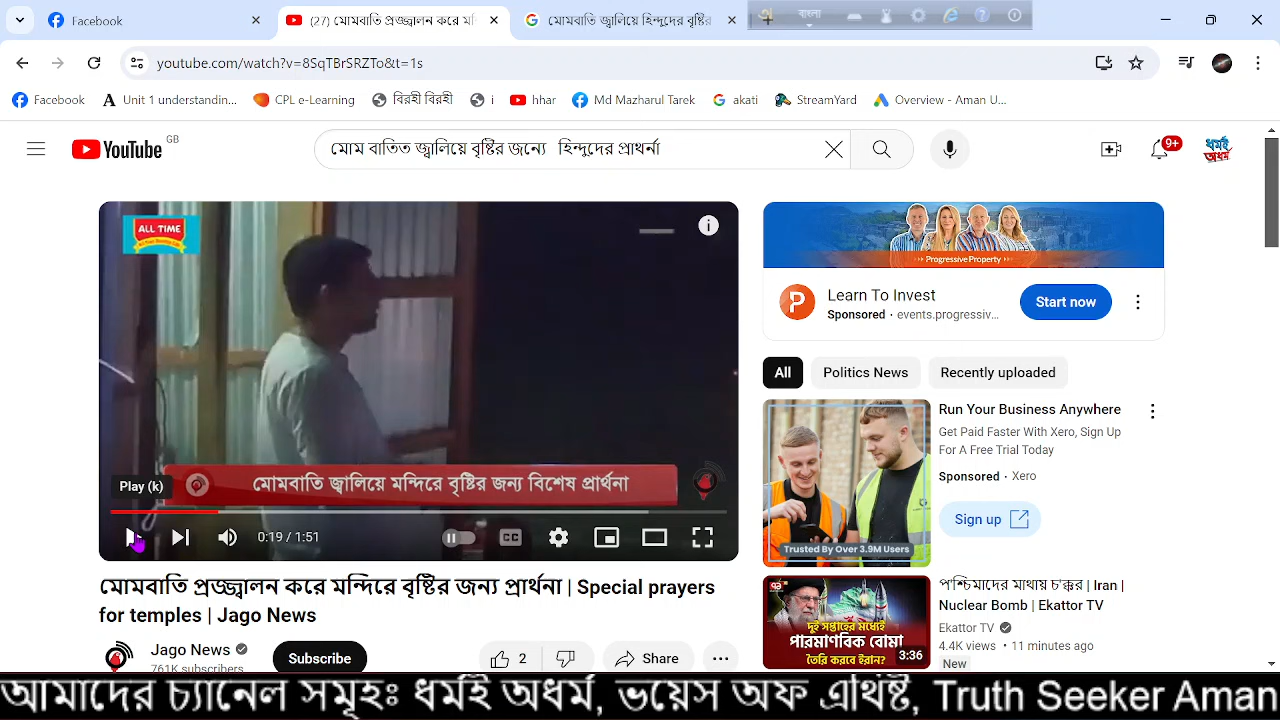 Facebook
(27) মোমবাতি প্রজ্জ্বালন করে মন্দি
মোমবাতি জ্বালিয়ে হিন্দুদের বৃষ্টির
বাংলা
youtube.com/watch?v=8SqTBrSRZTo&t=1s
Facebook
Unit 1 understandin...
CPL e-Learning
বিরহী বিরহী
i
hhar
Md Mazharul Tarek
akati
StreamYard
Overview - Aman U...
YouTube GB
মোম বাতিত জ্বালিয়ে বৃষ্টির জন্যে হিন্দুদের প্রাথর্না
9+
ধর্মই
অধর্ম
ALL TIME
Play (k)
মোমবাতি জ্বালিয়ে মন্দিরে বৃষ্টির জন্য বিশেষ প্রার্থনা
0:19 / 1:51
CC
মোমবাতি প্রজ্জ্বালন করে মন্দিরে বৃষ্টির জন্য প্রার্থনা | Special prayers
for temples | Jago News
Jago News
761K subscribers
Subscribe
2
Share
Progressive Property
Learn To Invest
Sponsored · events.progressiv...
Start now
All
Politics News
Recently uploaded
Run Your Business Anywhere
Get Paid Faster With Xero, Sign Up
For A Free Trial Today
Sponsored · Xero
Sign up
Trusted By Over 3.9M Users
দুই সপ্তাহের মধ্যেই
পারমাণবিক বোমা
তৈরি করবে ইরান?
3:36
প'শ্চিমাদের মাথায় চ'ক্কর | Iran |
Nuclear Bomb | Ekattor TV
Ekattor TV
4.4K views · 11 minutes ago
New
আমাদের চ্যানেল সমূহঃ ধর্মই অধর্ম, ভয়েস অফ এথিষ্ট, Truth Seeker Aman